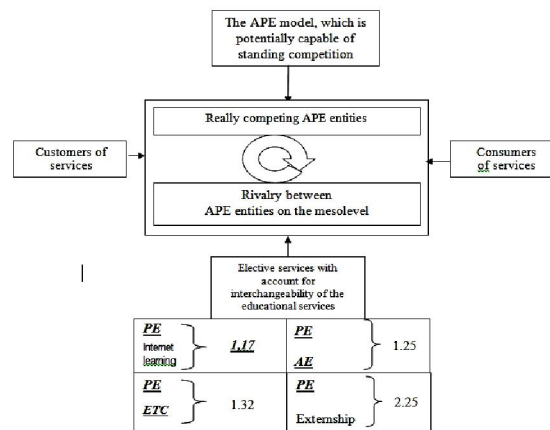 The APE model, which is
potentially capable of
standing competition
Really competing APE entities
Customers of
services
Consumers
of services
Rivalry between
APE entities on the mesolevel
Elective services with
account for
interchangeability of the
educational services
PE
Internet
learning
1,17
PE
AE
1.25
PE
ETC
1.32
PE
Externship
2.25